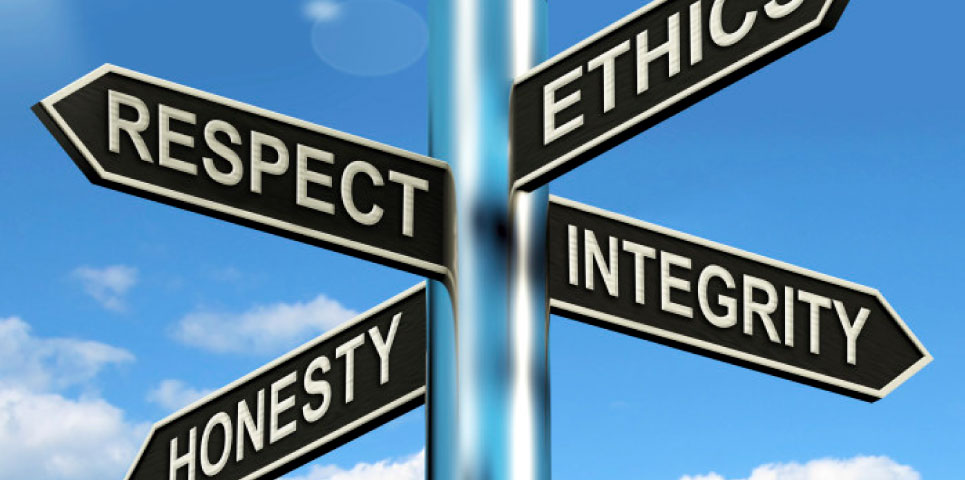 ETHICS
RESPECT
INTEGRITY
HONESTY